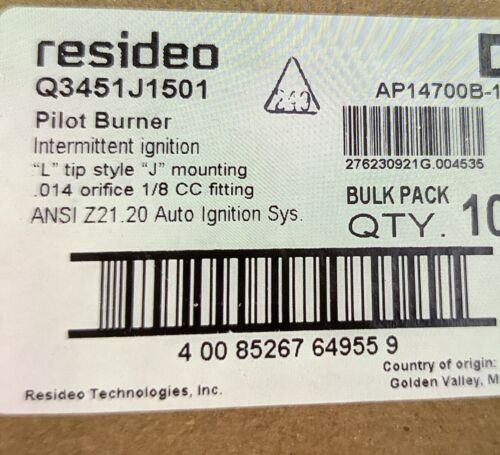 resideo
Q3451J1501
240
AP14700B-1
Pilot Burner
Intermittent ignition
"L" tip style "J" mounting
.014 orifice 1/8 CC fitting
ANSI Z21.20 Auto Ignition Sys.
276230921G.004535
BULK PACK
QTY. 10
4 00 85267 64955 9
Country of origin:
Golden Valley, M
Resideo Technologies, Inc.